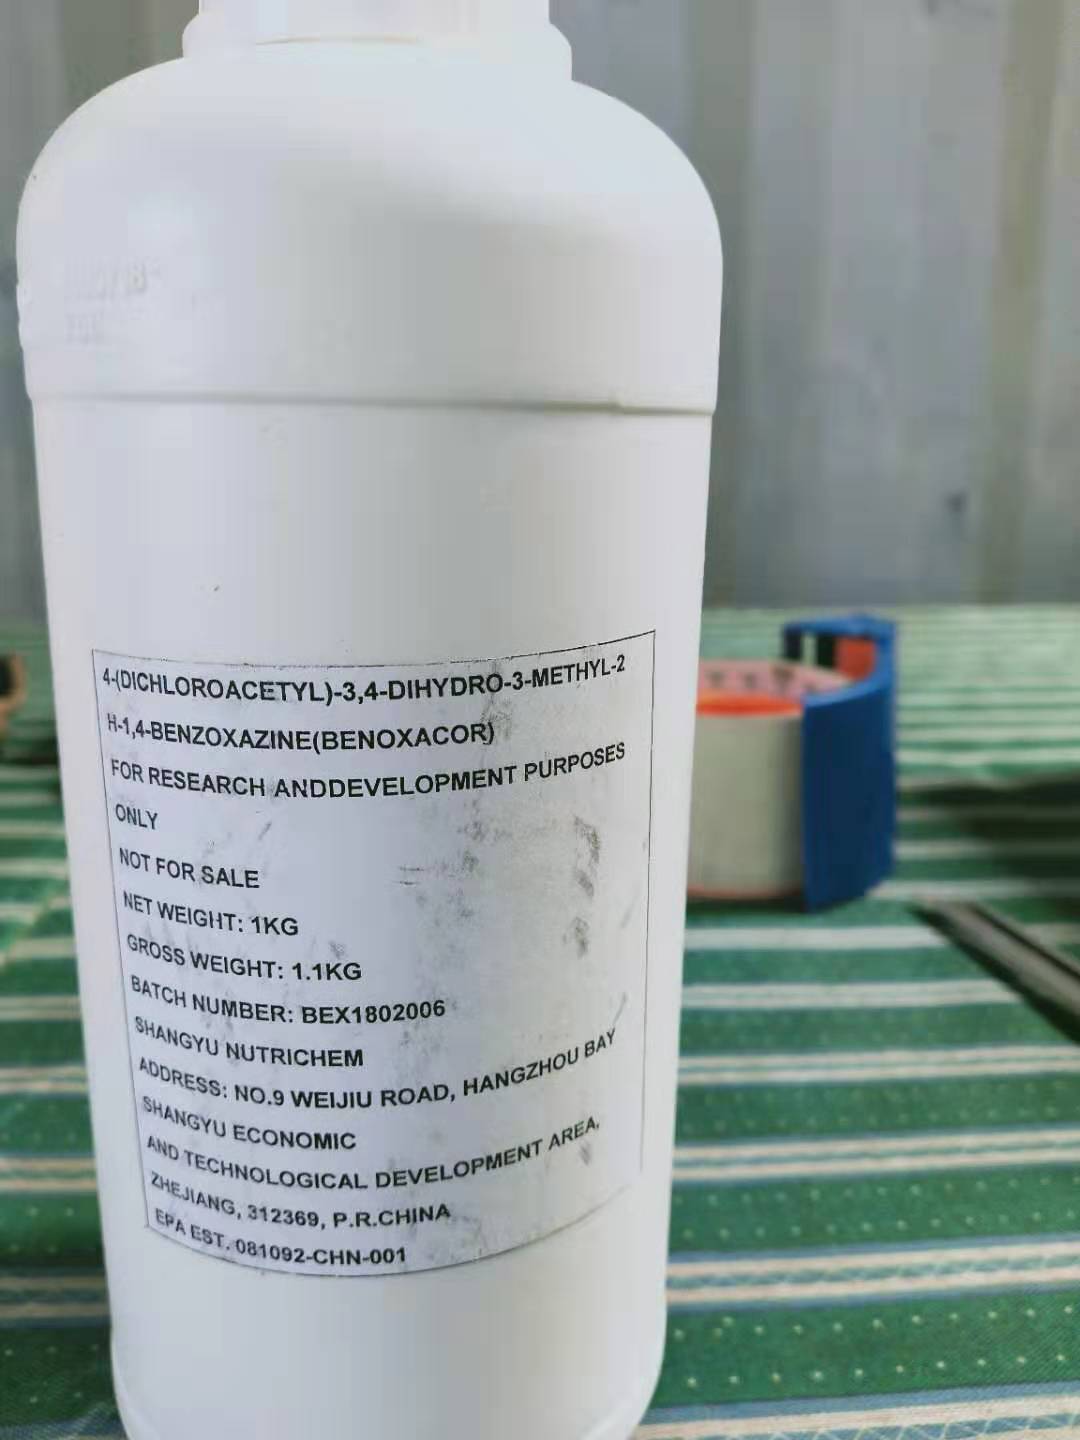 4-(DICHLOROACETYL)-3,4-DIHYDRO-3-METHYL-2
H-1,4-BENZOXAZINE(BENOXACOR)
FOR RESEARCH ANDDEVELOPMENT PURPOSES
ONLY
NOT FOR SALE
NET WEIGHT: 1KG
GROSS WEIGHT: 1.1KG
BATCH NUMBER: BEX1802006
SHANGYU NUTRICHEM
ADDRESS: NO.9 WEIJIU ROAD, HANGZHOU BAY
SHANGYU ECONOMIC
AND TECHNOLOGICAL DEVELOPMENT AREA,
ZHEJIANG, 312369, P.R.CHINA
EPA EST. 081092-CHN-001